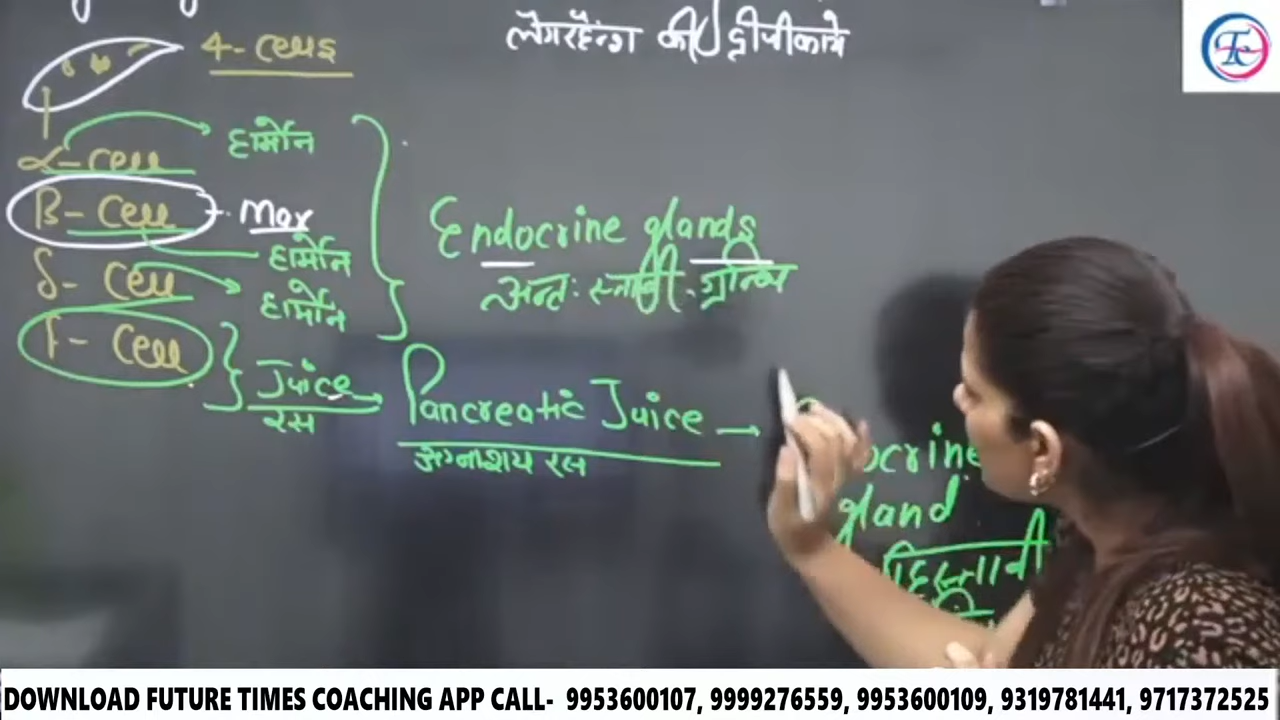 लैंगरहैन्स की द्वीपीकाये
4-cells
α-cell
हार्मोन
B-cell - Max
हार्मोन
δ-cell
हार्मोन
F-cell
Endocrine glands
अन्तः स्त्रावी ग्रन्थि
Juice
रस
Pancreatic Juice
अग्नाशय रस
gland
DOWNLOAD FUTURE TIMES COACHING APP CALL- 9953600107, 9999276559, 9953600109, 9319781441, 9717372525